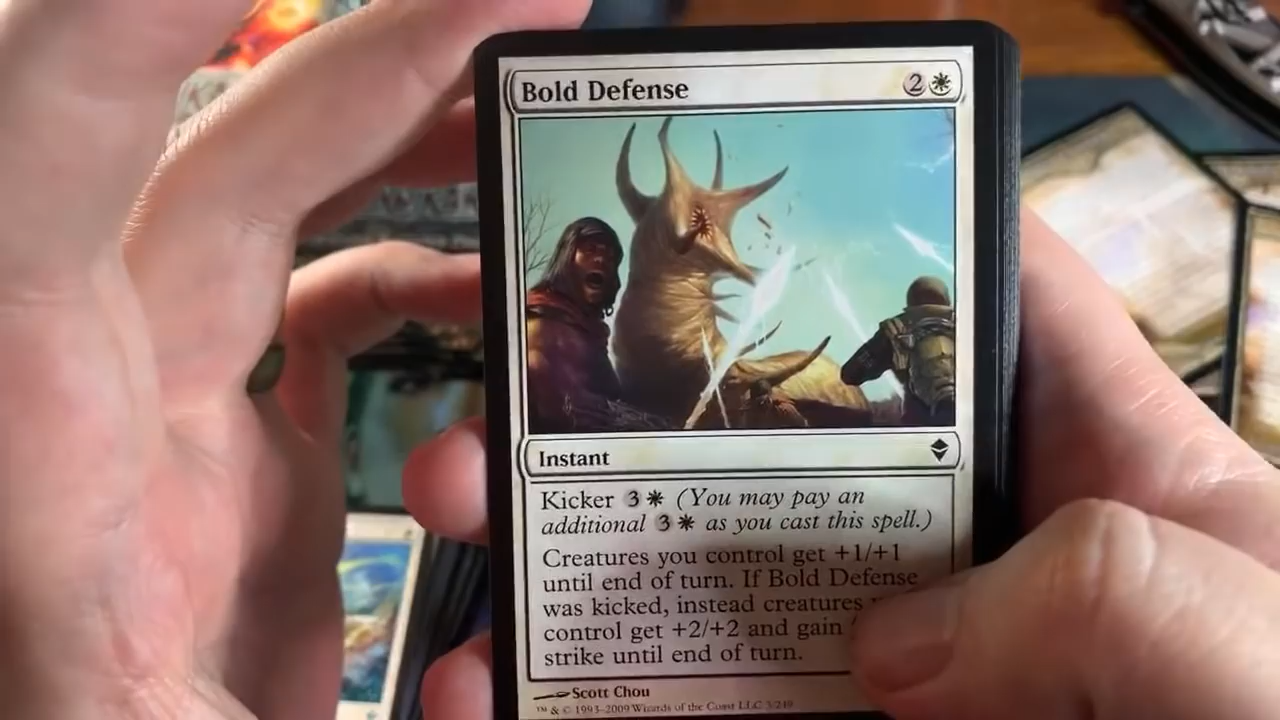 Bold Defense 2
Instant
Kicker 3 (You may pay an
additional 3 as you cast this spell.)
Creatures you control get +1/+1
until end of turn. If Bold Defense
was kicked, instead creatures
control get +2/+2 and gain
strike until end of turn.
Scott Chou
™ & © 1993-2009 Wizards of the Coast LLC 3/249